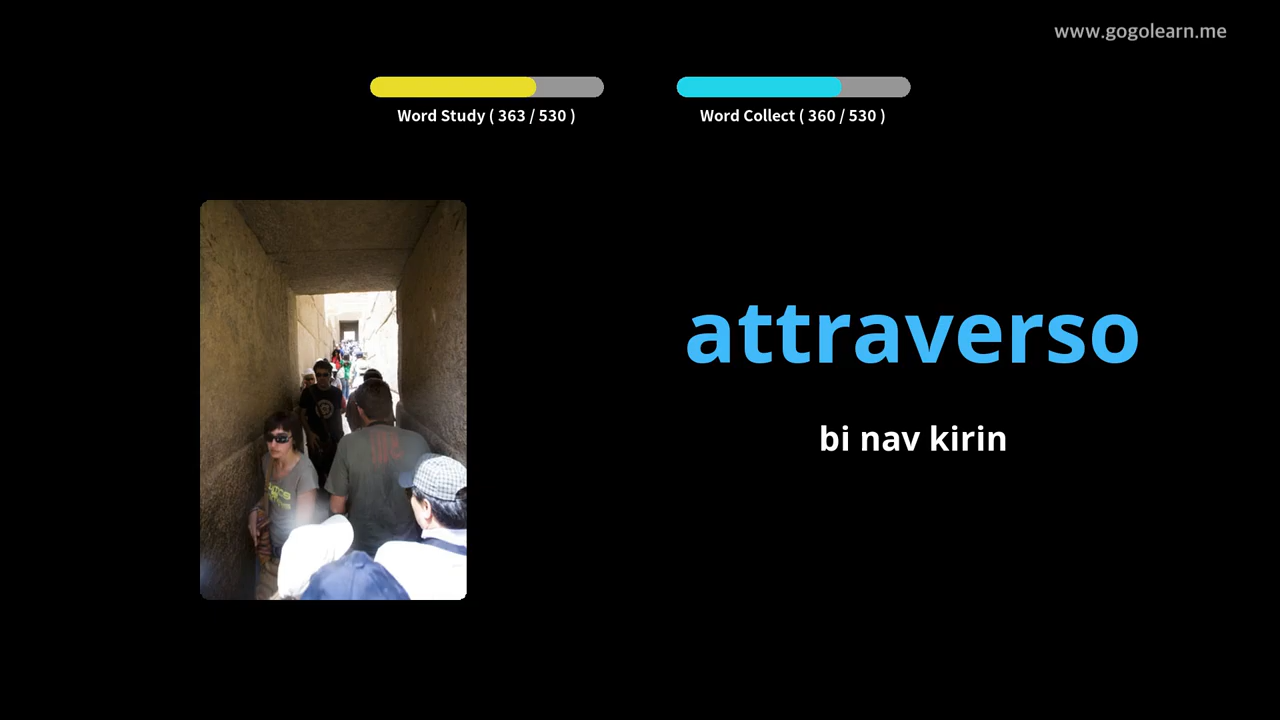 www.gogolearn.me
Word Study ( 363 / 530 )
Word Collect ( 360 / 530 )
attraverso
bi nav kirin